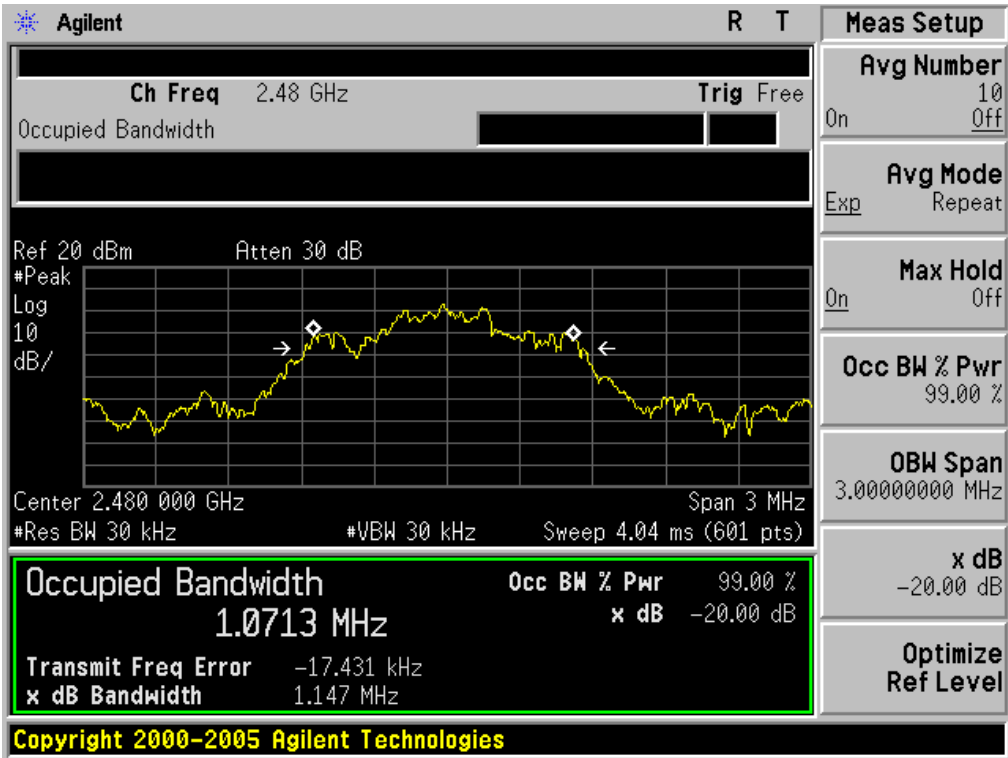 Agilent R T
Ch Freq 2.48 GHz Trig Free
Occupied Bandwidth
Ref 20 dBm Atten 30 dB
#Peak
Log
10
dB/
Center 2.480 000 GHz Span 3 MHz
#Res BW 30 kHz #VBW 30 kHz Sweep 4.04 ms (601 pts)
Occupied Bandwidth Occ BW % Pwr 99.00 %
1.0713 MHz x dB -20.00 dB
Transmit Freq Error -17.431 kHz
x dB Bandwidth 1.147 MHz
Copyright 2000-2005 Agilent Technologies
Meas Setup
Avg Number
10
On Off
Avg Mode
Exp Repeat
Max Hold
On Off
Occ BW % Pwr
99.00 %
OBW Span
3.00000000 MHz
x dB
-20.00 dB
Optimize
Ref Level